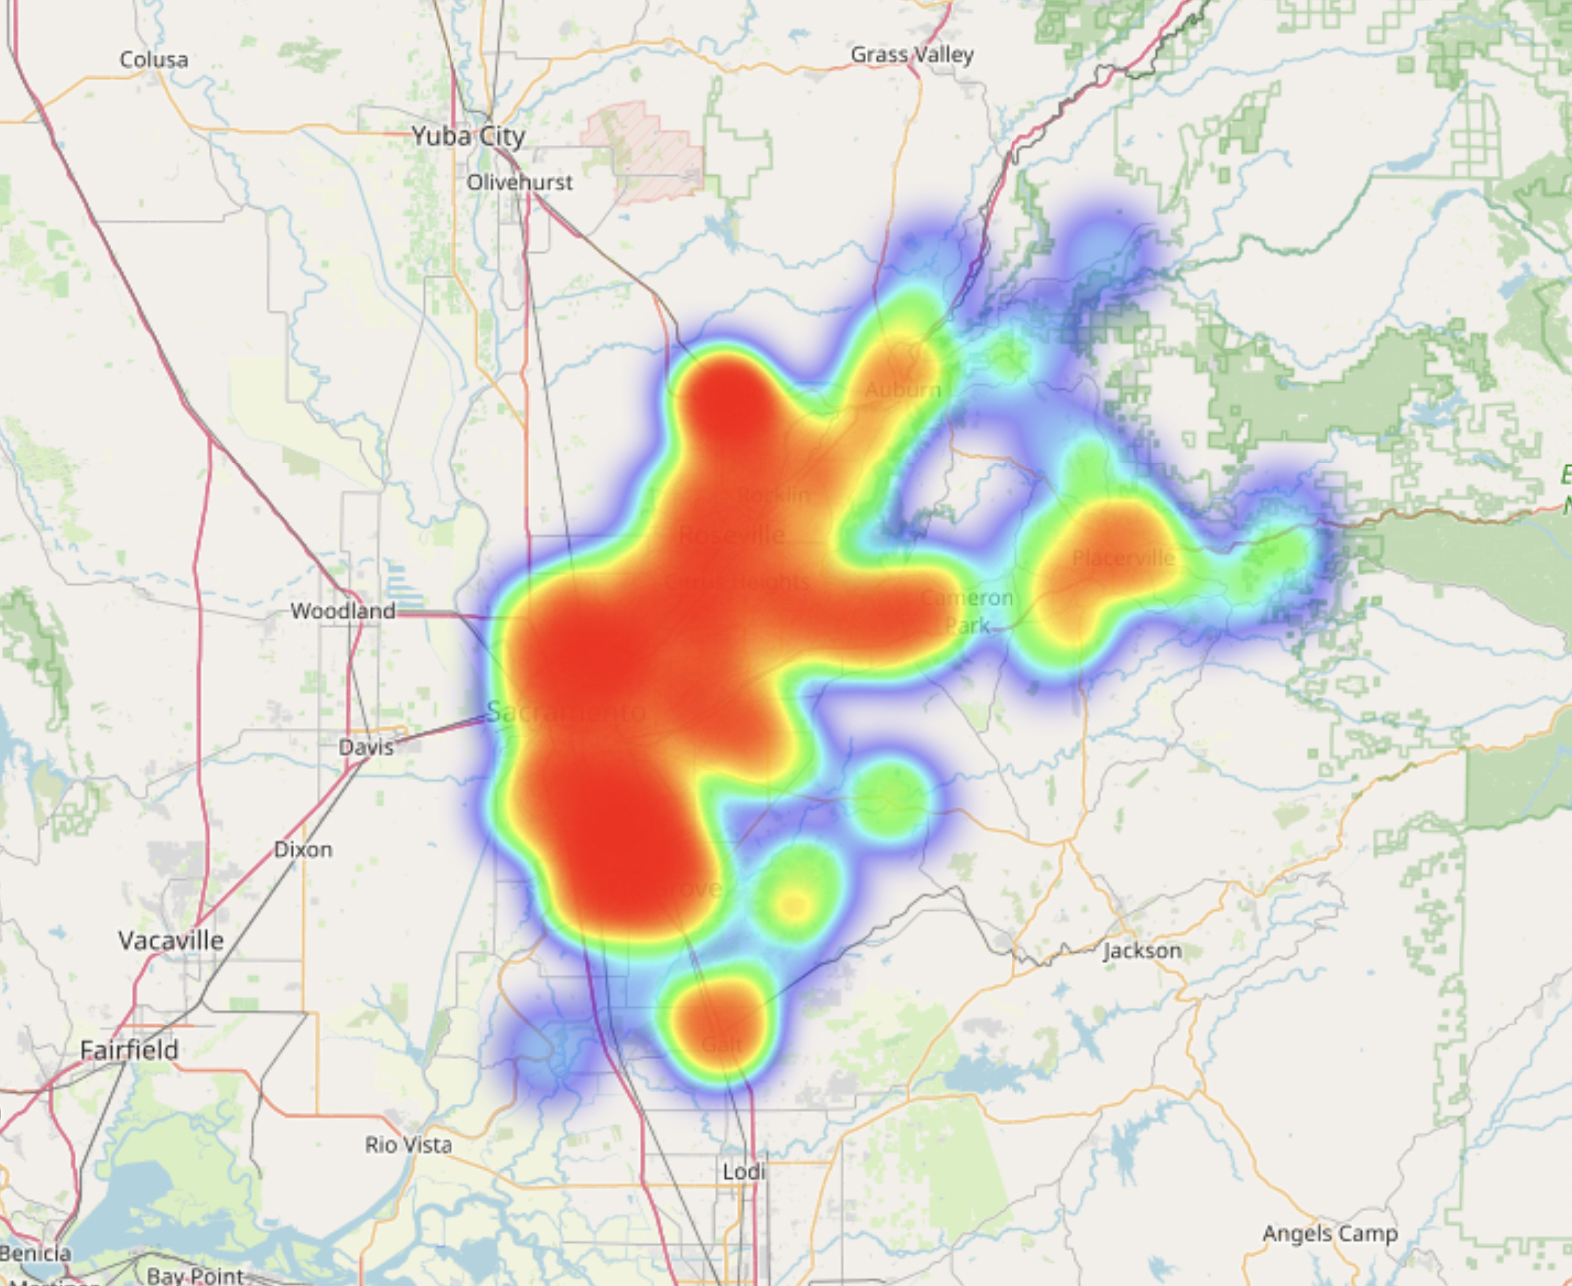 Colusa
Grass Valley
Yuba City
Olivehurst
Auburn
Rocklin
Roseville
Citrus Heights
Placerville
Cameron
Park
Woodland
Sacramento
Davis
Dixon
rove
Vacaville
Jackson
Galt
Fairfield
Rio Vista
Lodi
Angels Camp
Benicia
Bay Point
E
N